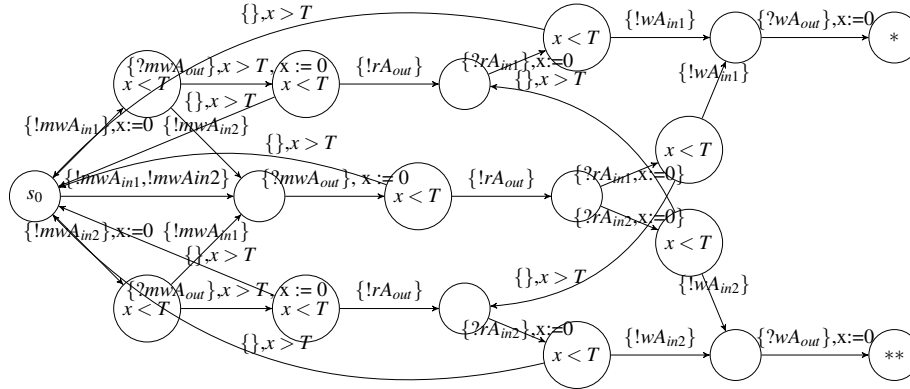 {},x > T
x < T
{!wA_in1}
{?wA_out},x:=0
*
{?mwA_out},x > T, x := 0
x < T
x < T
{!rA_out}
{?rA_in1},x:=0
{},x > T
{},x > T
{!wA_in1}
{!mwA_in1},x:=0
{!mwA_in2}
x < T
{},x > T
s_0
{!mwA_in1,!mwAin2}
{?mwA_out}, x := 0
x < T
{!rA_out}
{?rA_in1,x:=0}
{?rA_in2,x:=0}
{!mwA_in2},x:=0
{!mwA_in1}
x < T
{},x > T
{},x > T
{!wA_in2}
{?mwA_out},x > T, x := 0
x < T
x < T
{!rA_out}
{?rA_in2},x:=0
{},x > T
x < T
{!wA_in2}
{?wA_out},x:=0
**